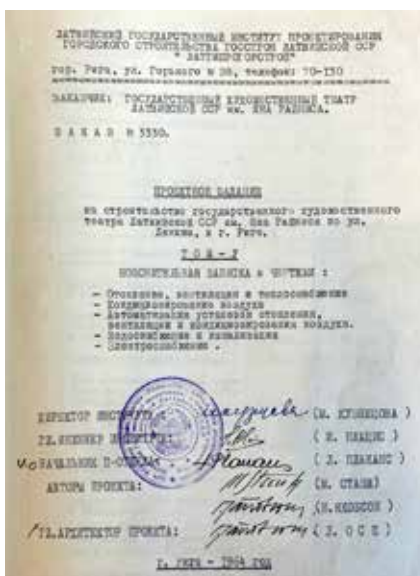 ЛАТВИЙСКИЙ ГОСУДАРСТВЕННЫЙ ИНСТИТУТ ПРОЕКТИРОВАНИЯ
ГОРОДСКОГО СТРОИТЕЛЬСТВА ГОССТРОЯ ЛАТВИЙСКОЙ ССР
" ЛАТГИПРОГОРСТРОЙ"
гор. Рига, ул. Горького № 38, телефон: 70-130
ЗАКАЗЧИК: ГОСУДАРСТВЕННЫЙ ХУДОЖЕСТВЕННЫЙ ТЕАТР
ЛАТВИЙСКОЙ ССР им. ЯНА РАЙНИСА.
З А К А З № 5330.
ПРОЕКТНОЕ ЗАДАНИЕ
на строительство государственного художественного
театра Латвийской ССР им. Яна Райниса по ул.
Ленина, в г. Риге.
Т О М - У
ПОЯСНИТЕЛЬНАЯ ЗАПИСКА и ЧЕРТЕЖИ :
- Отопление, вентиляция и теплоснабжение
- Кондиционирование воздуха
- Автоматизация установок отопления,
вентиляции и кондиционирования воздуха.
- Водоснабжение и канализация
- Электроснабжение .
ДИРЕКТОР ИНСТИТУТА: (М. КУЗНЕЦОВА )
ГЛ. ИНЖЕНЕР ИНСТИТУТА:
НАЧАЛЬНИК П-ОТДЕЛА: ( Л. ПЛАКАНС )
АВТОРЫ ПРОЕКТА: (М. СТАНЯ)
ГЛ. АРХИТЕКТОР ПРОЕКТА: ( О С Е )
г. РИГА - 1964 год